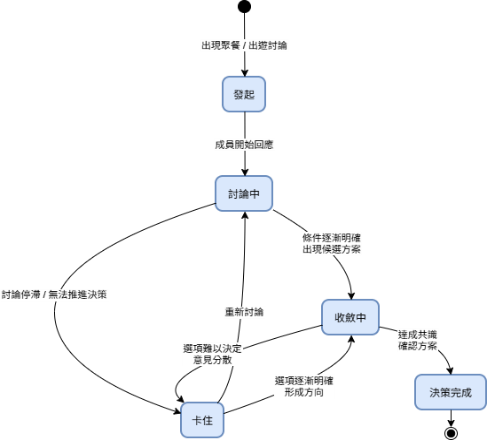 出現聚餐 / 出遊討論
發起
成員開始回應
討論中
條件逐漸明確
出現候選方案
討論停滯 / 無法推進決策
重新討論
收斂中
選項難以決定
意見分散
達成共識
確認方案
選項逐漸明確
形成方向
決策完成
卡住